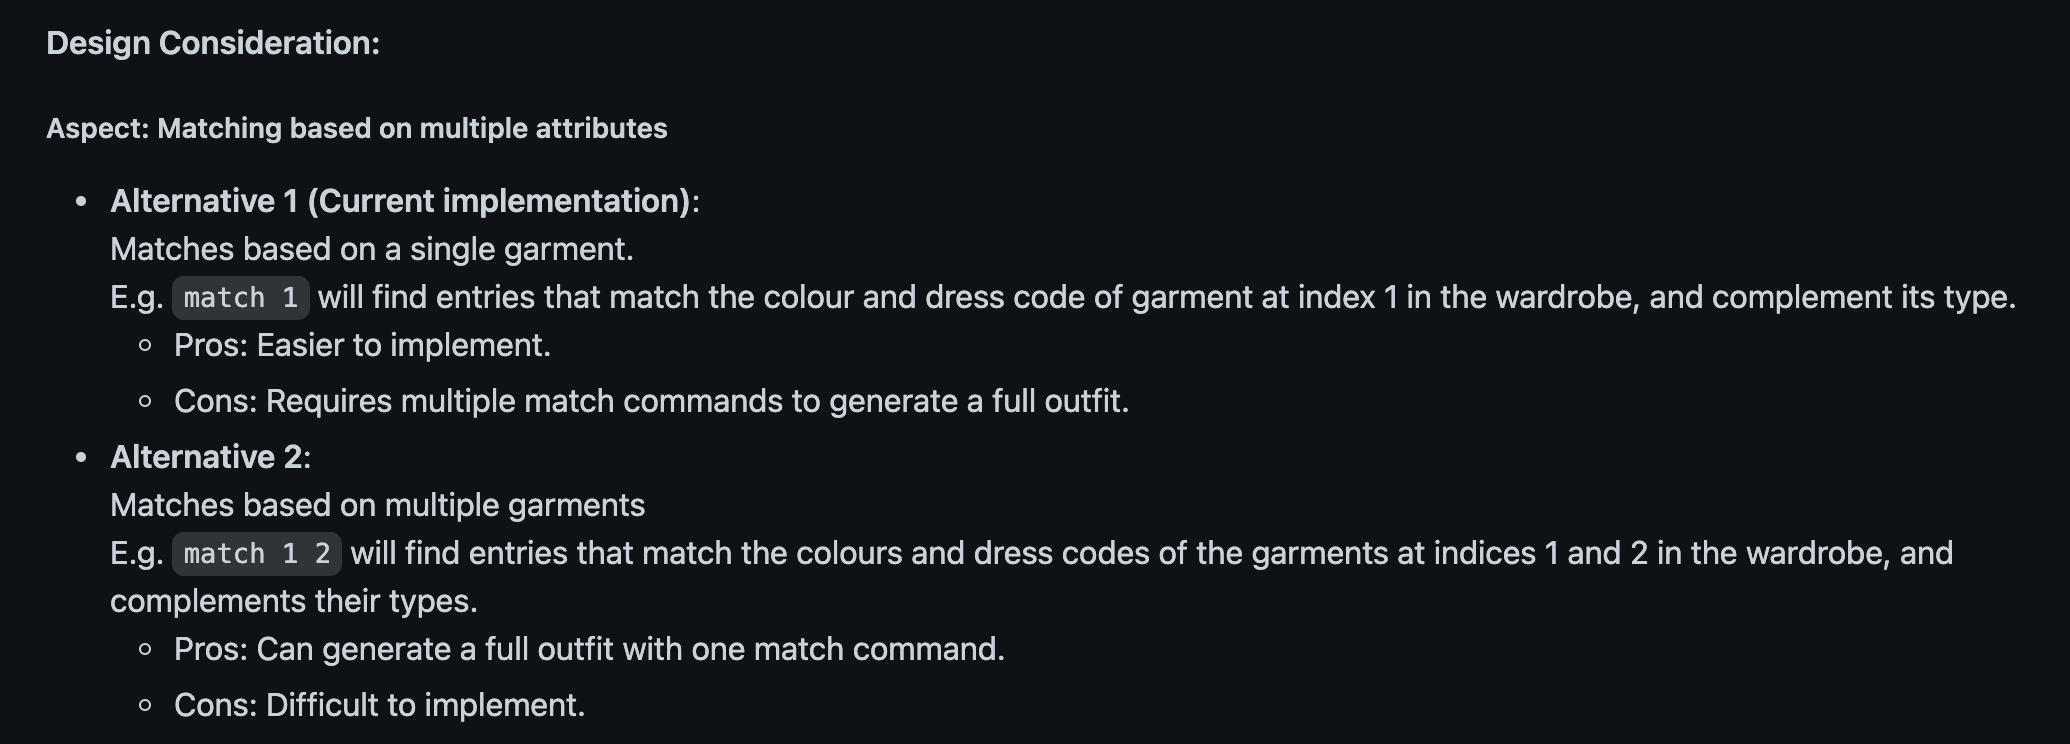 Design Consideration:
Aspect: Matching based on multiple attributes
• Alternative 1 (Current implementation):
Matches based on a single garment.
E.g. match 1 will find entries that match the colour and dress code of garment at index 1 in the wardrobe, and complement its type.
◦ Pros: Easier to implement.
◦ Cons: Requires multiple match commands to generate a full outfit.
• Alternative 2:
Matches based on multiple garments
E.g. match 1 2 will find entries that match the colours and dress codes of the garments at indices 1 and 2 in the wardrobe, and
complements their types.
◦ Pros: Can generate a full outfit with one match command.
◦ Cons: Difficult to implement.